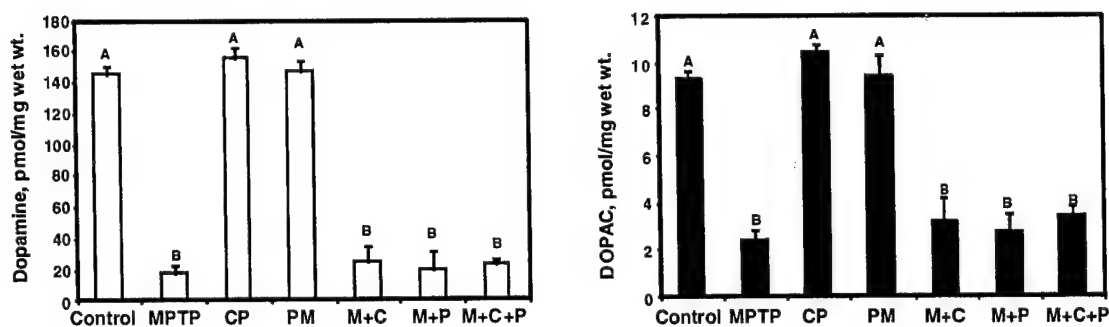 Dopamine, pmol/mg wet wt.
180
160
140
120
100
80
60
40
20
0
A
B
A
A
B
B
B
Control MPTP CP PM M+C M+P M+C+P
DOPAC, pmol/mg wet wt.
12
10
8
6
4
2
0
A
B
A
A
B
B
B
Control MPTP CP PM M+C M+P M+C+P